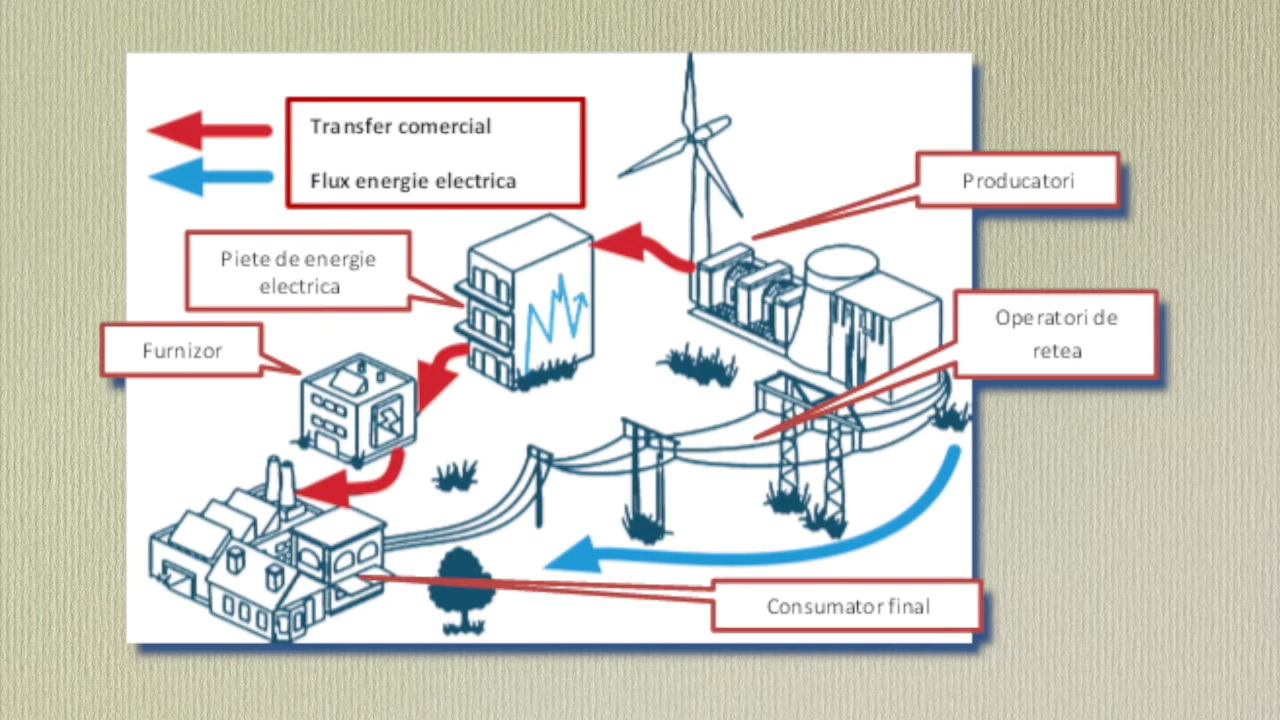 Transfer comercial
Flux energie electrica
Producatori
Piete de energie
electrica
Operatori de
retea
Furnizor
Consumator final